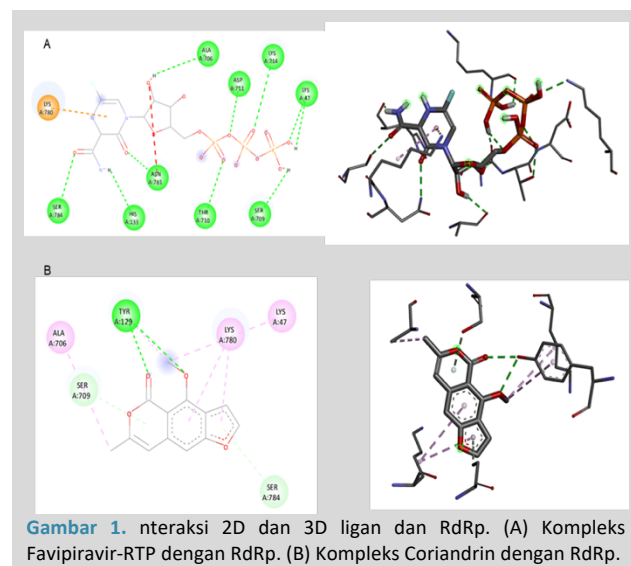 A
ALA
A:706
LYS
A:714
ASP
A:711
LYS
A:47
LYS
A:780
ASN
A:781
SER
A:784
HIS
A:133
THR
A:710
SER
A:709
B
TYR
A:129
LYS
A:47
LYS
A:780
ALA
A:706
SER
A:709
SER
A:784
Gambar 1. nteraksi 2D dan 3D ligan dan RdRp. (A) Kompleks
Favipiravir-RTP dengan RdRp. (B) Kompleks Coriandrin dengan RdRp.